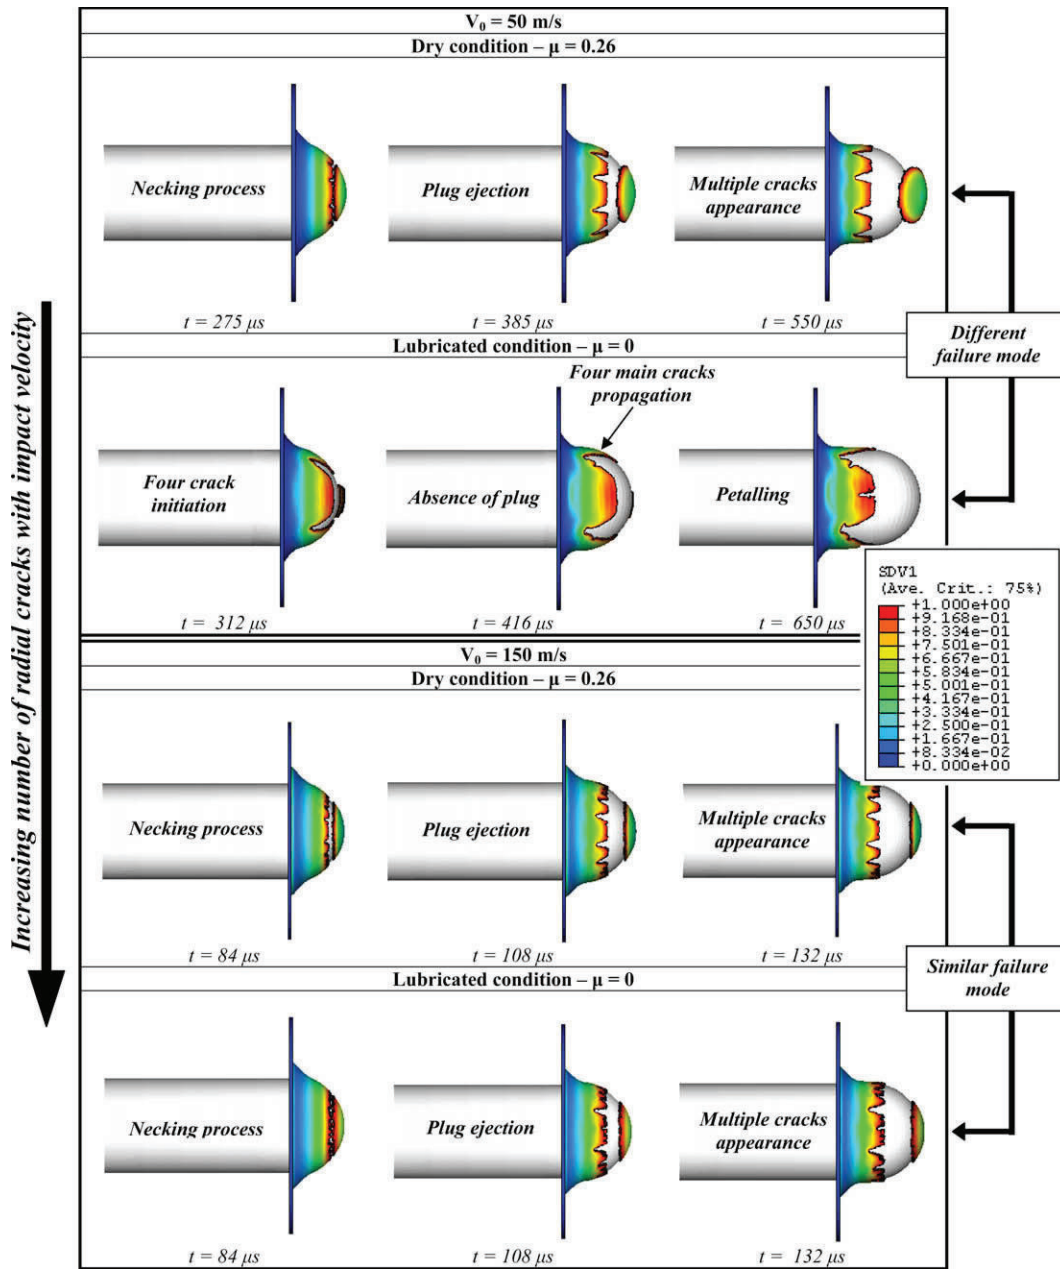 V₀ = 50 m/s
Dry condition – μ = 0.26
Necking process
Plug ejection
Multiple cracks
appearance
t = 275 μs
t = 385 μs
t = 550 μs
Lubricated condition – μ = 0
Four main cracks
propagation
Four crack
initiation
Absence of plug
Petalling
t = 312 μs
t = 416 μs
t = 650 μs
Different
failure mode
Increasing number of radial cracks with impact velocity
SDV1
(Ave. Crit.: 75%)
+1.000e+00
+9.168e-01
+8.334e-01
+7.501e-01
+6.667e-01
+5.834e-01
+5.001e-01
+4.167e-01
+3.334e-01
+2.500e-01
+1.667e-01
+8.334e-02
+0.000e+00
V₀ = 150 m/s
Dry condition – μ = 0.26
Necking process
Plug ejection
Multiple cracks
appearance
t = 84 μs
t = 108 μs
t = 132 μs
Lubricated condition – μ = 0
Similar failure
mode
Necking process
Plug ejection
Multiple cracks
appearance
t = 84 μs
t = 108 μs
t = 132 μs